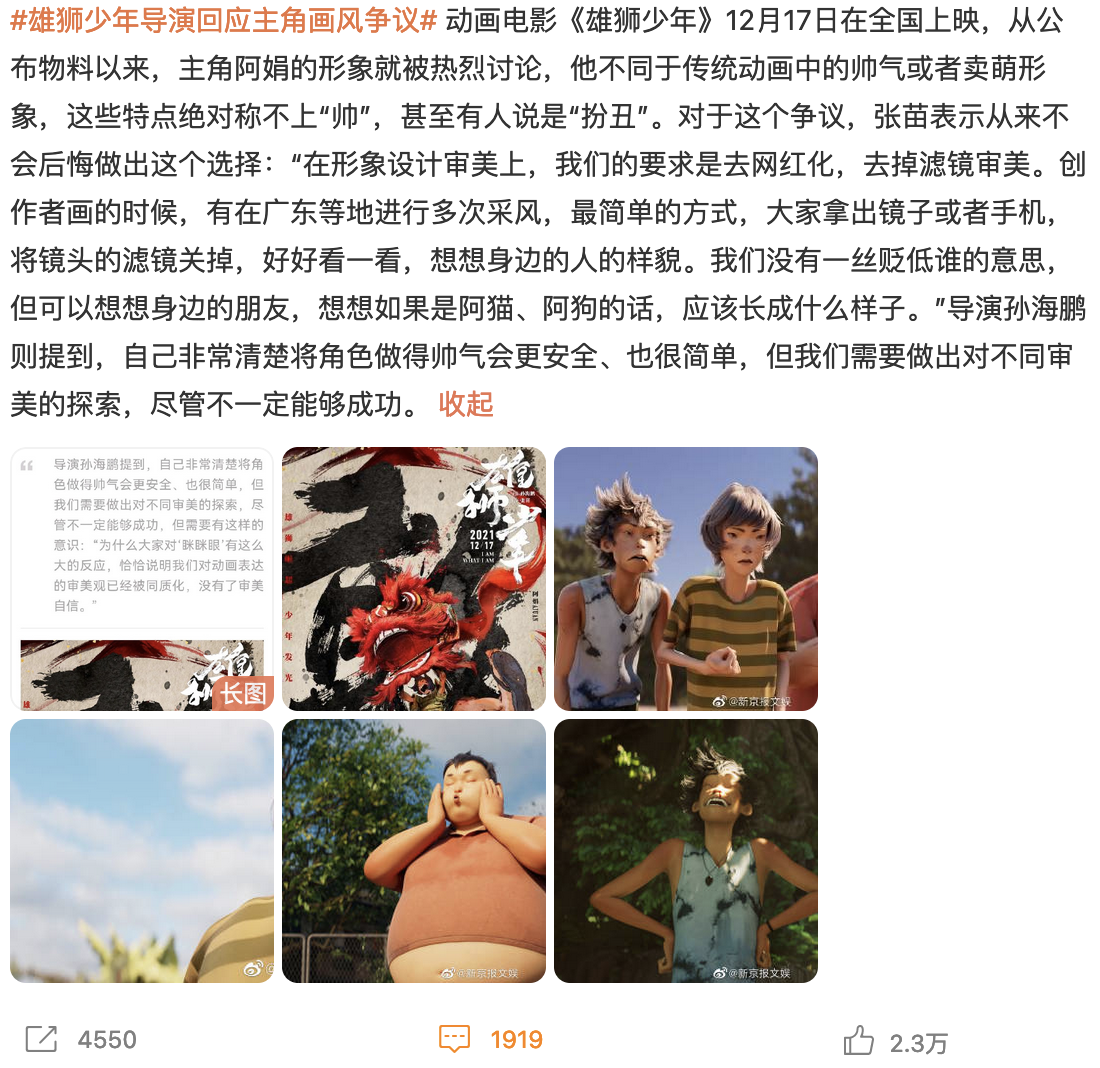 #雄狮少年导演回应主角画风争议# 动画电影《雄狮少年》12月17日在全国上映，从公
布物料以来，主角阿娟的形象就被热烈讨论，他不同于传统动画中的帅气或者卖萌形
象，这些特点绝对称不上“帅”，甚至有人说是“扮丑”。对于这个争议，张苗表示从来不
会后悔做出这个选择：“在形象设计审美上，我们的要求是去网红化，去掉滤镜审美。创
作者画的时候，有在广东等地进行多次采风，最简单的方式，大家拿出镜子或者手机，
将镜头的滤镜关掉，好好看一看，想想身边的人的样貌。我们没有一丝贬低谁的意思，
但可以想想身边的朋友，想想如果是阿猫、阿狗的话，应该长成什么样子。”导演孙海鹏
则提到，自己非常清楚将角色做得帅气会更安全、也很简单，但我们需要做出对不同审
美的探索，尽管不一定能够成功。 收起
导演孙海鹏提到，自己非常清楚将角
色做得帅气会更安全、也很简单，但
我们需要做出对不同审美的探索，尽
管不一定能够成功，但需要有这样的
意识：“为什么大家对‘眯眯眼’有这么
大的反应，恰恰说明我们对动画表达
的审美观已经被同质化，没有了审美
自信。”
长图
雄狮少年
2021
12/17
I AM
WHAT I AM
少年发光
@新京报文娱
@新京报文娱
@新京报文娱
4550
1919
2.3万